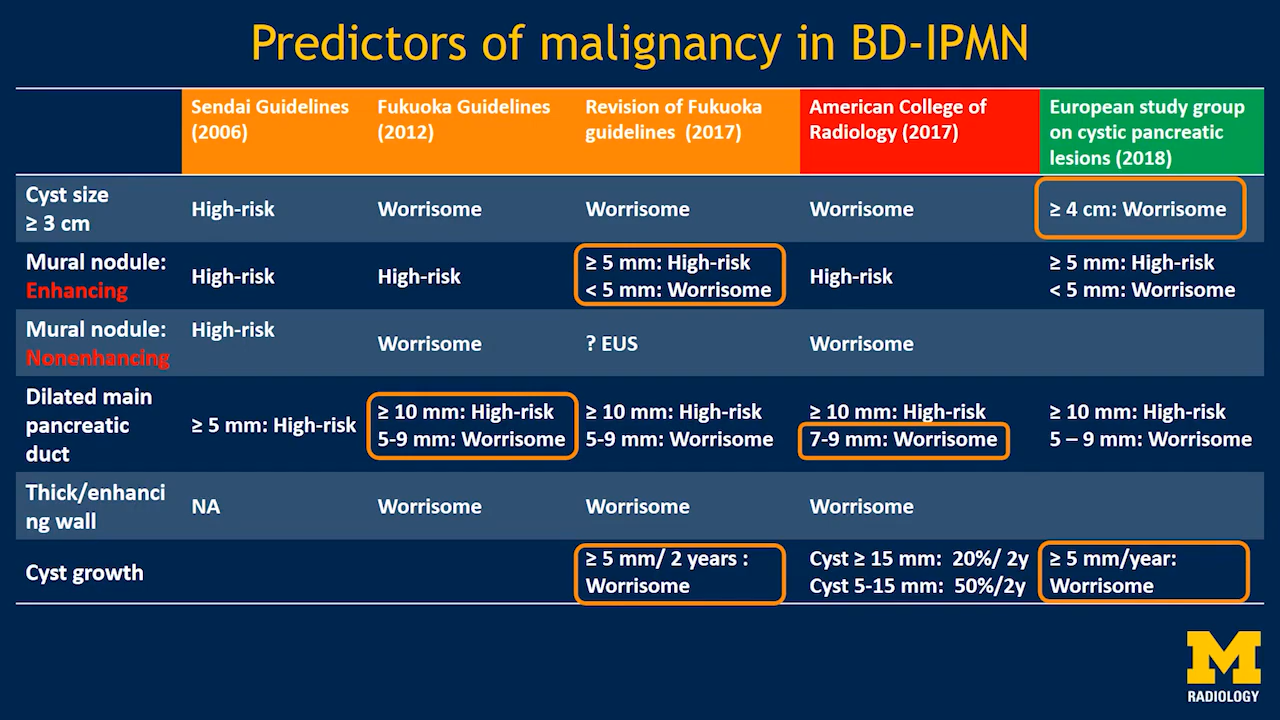 Predictors of malignancy in BD-IPMN
Sendai Guidelines
(2006)
Fukuoka Guidelines
(2012)
Revision of Fukuoka
guidelines (2017)
American College of
Radiology (2017)
European study group
on cystic pancreatic
lesions (2018)
Cyst size
≥ 3 cm
High-risk
Worrisome
Worrisome
Worrisome
≥ 4 cm: Worrisome
Mural nodule:
Enhancing
High-risk
High-risk
≥ 5 mm: High-risk
< 5 mm: Worrisome
High-risk
≥ 5 mm: High-risk
< 5 mm: Worrisome
Mural nodule:
Nonenhancing
High-risk
Worrisome
? EUS
Worrisome
Dilated main
pancreatic
duct
≥ 5 mm: High-risk
≥ 10 mm: High-risk
5-9 mm: Worrisome
≥ 10 mm: High-risk
5-9 mm: Worrisome
≥ 10 mm: High-risk
7-9 mm: Worrisome
≥ 10 mm: High-risk
5 – 9 mm: Worrisome
Thick/enhanci
ng wall
NA
Worrisome
Worrisome
Worrisome
Cyst growth
≥ 5 mm/ 2 years :
Worrisome
Cyst ≥ 15 mm: 20%/ 2y
Cyst 5-15 mm: 50%/2y
≥ 5 mm/year:
Worrisome
M
RADIOLOGY